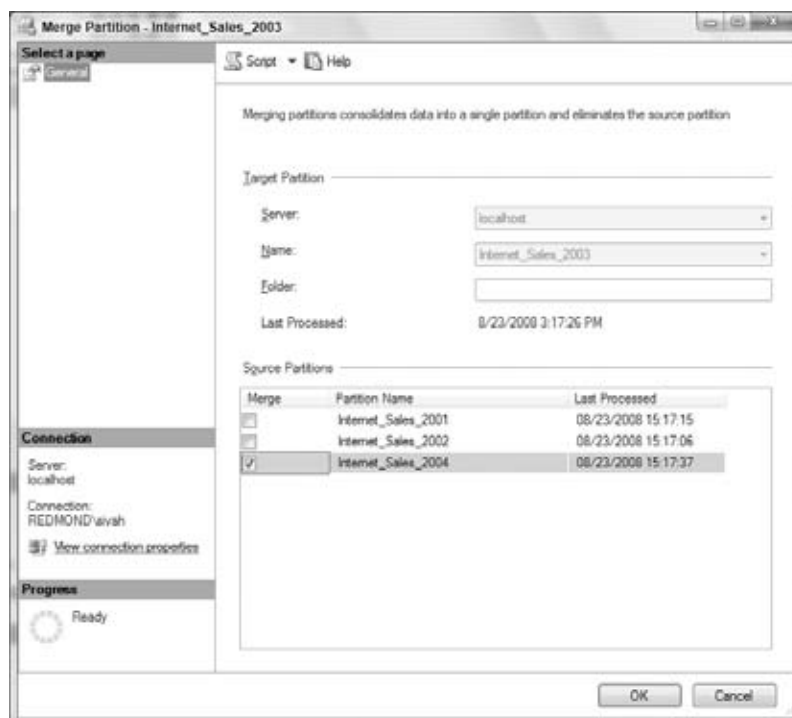 Merge Partition - Internet_Sales_2003
Select a page
General
Script Help
Merging partitions consolidates data into a single partition and eliminates the source partition
Target Partition
Server: localhost
Name: Internet_Sales_2003
Folder:
Last Processed: 8/23/2008 3:17:26 PM
Source Partitions
Merge Partition Name Last Processed
Internet_Sales_2001 08/23/2008 15:17:15
Internet_Sales_2002 08/23/2008 15:17:06
Internet_Sales_2004 08/23/2008 15:17:37
Connection
Server:
localhost
Connection:
REDMOND\sivah
View connection properties
Progress
Ready
OK Cancel